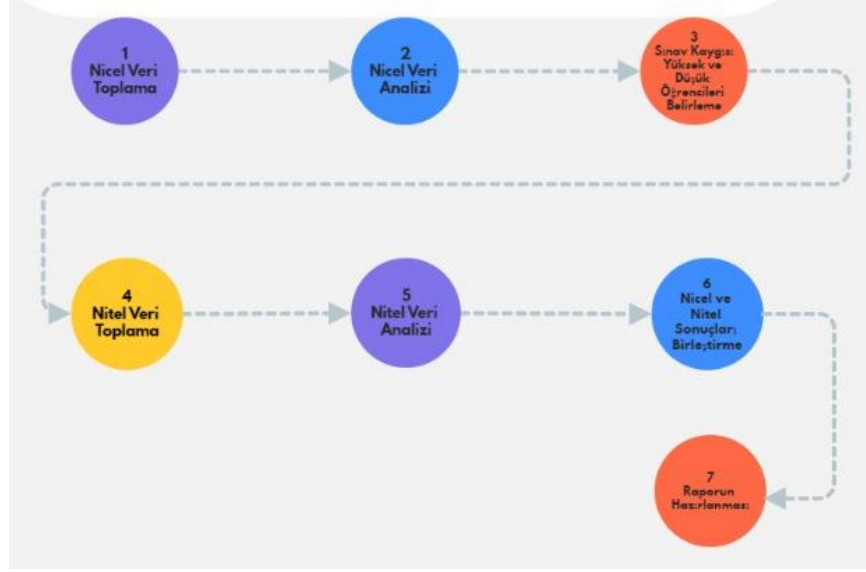 1
Nicel Veri
Toplama
2
Nicel Veri
Analizi
3
Sınav Kaygısı
Yüksek ve
Düşük
Öğrencileri
Belirleme
4
Nitel Veri
Toplama
5
Nitel Veri
Analizi
6
Nicel ve
Nitel
Sonuçları
Birleştirme
7
Raporun
Hazırlanması